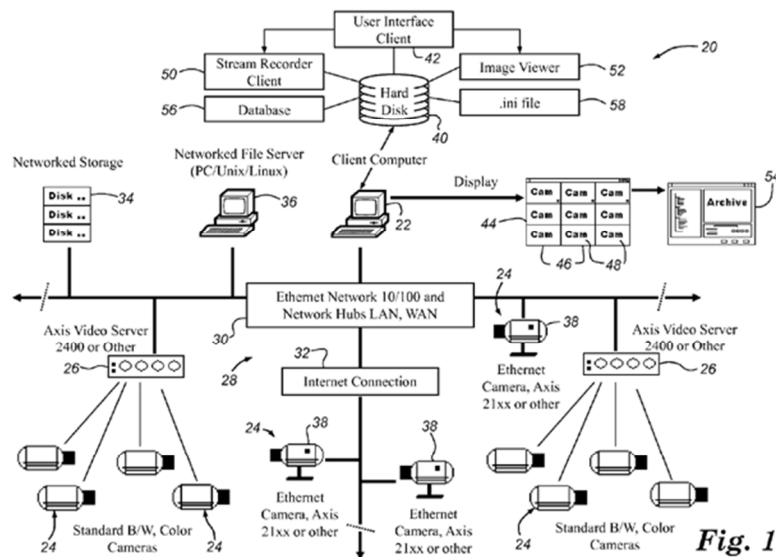 User Interface
Client
42
20
50
Stream Recorder
Client
Image Viewer
52
56
Database
Hard
Disk
.ini file
58
40
Client Computer
Networked Storage
Networked File Server
(PC/Unix/Linux)
34
Disk ..
Disk ..
Disk ..
36
22
Display
44
Cam
Cam
Cam
Cam
Cam
Cam
Cam
Cam
Cam
46
48
Archive
54
Ethernet Network 10/100 and
Network Hubs LAN, WAN
30
28
24
38
Ethernet
Camera, Axis
21xx or other
Axis Video Server
2400 or Other
26
Axis Video Server
2400 or Other
26
32
Internet Connection
24
38
Ethernet
Camera, Axis
21xx or other
38
Ethernet
Camera, Axis
21xx or other
24
Standard B/W, Color
Cameras
24
24
Standard B/W, Color
Cameras
Fig. 1